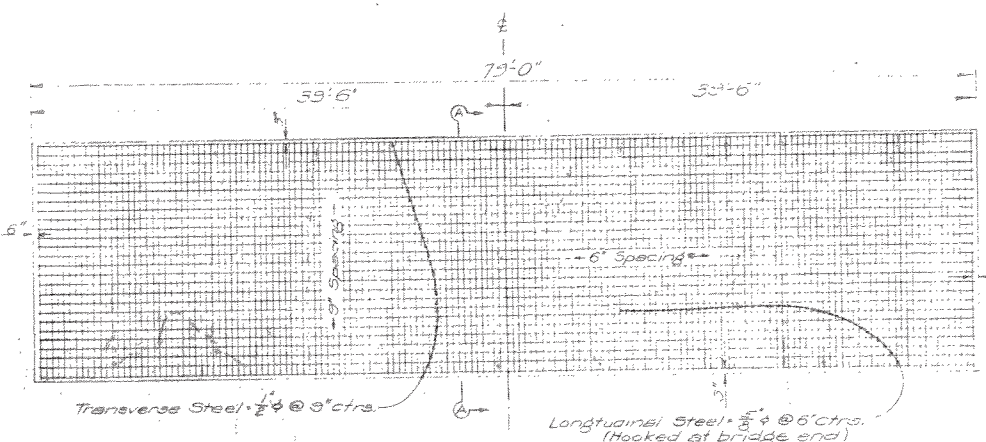 ℄
79'-0"
39'-6"
39'-6"
A
6"
9" Spacing
6" Spacing
Transverse Steel - ½" ϕ @ 9" ctrs.
A
3"
Longtudinal Steel - ⅝" ϕ @ 6" ctrs.
(Hooked at bridge end)